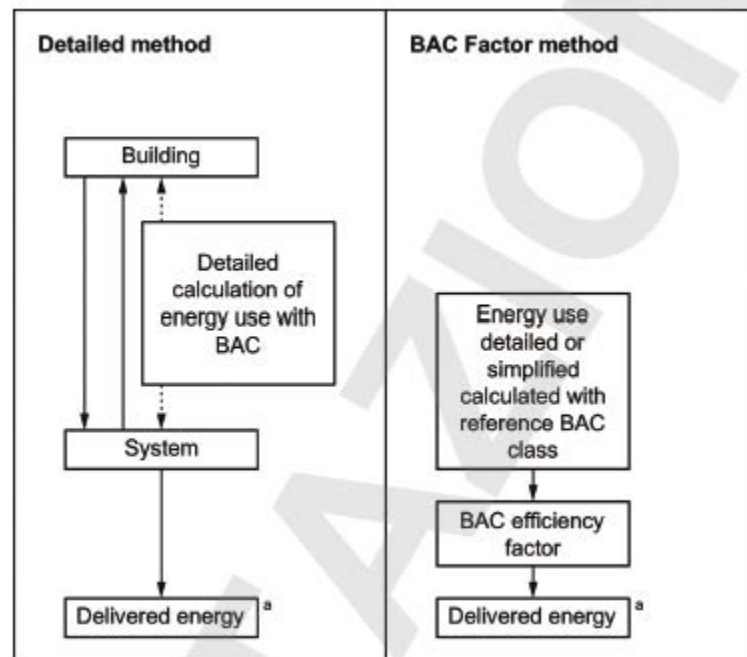 Detailed method
Building
Detailed
calculation of
energy use with
BAC
System
Delivered energy a
BAC Factor method
Energy use
detailed or
simplified
calculated with
reference BAC
class
BAC efficiency
factor
Delivered energy a